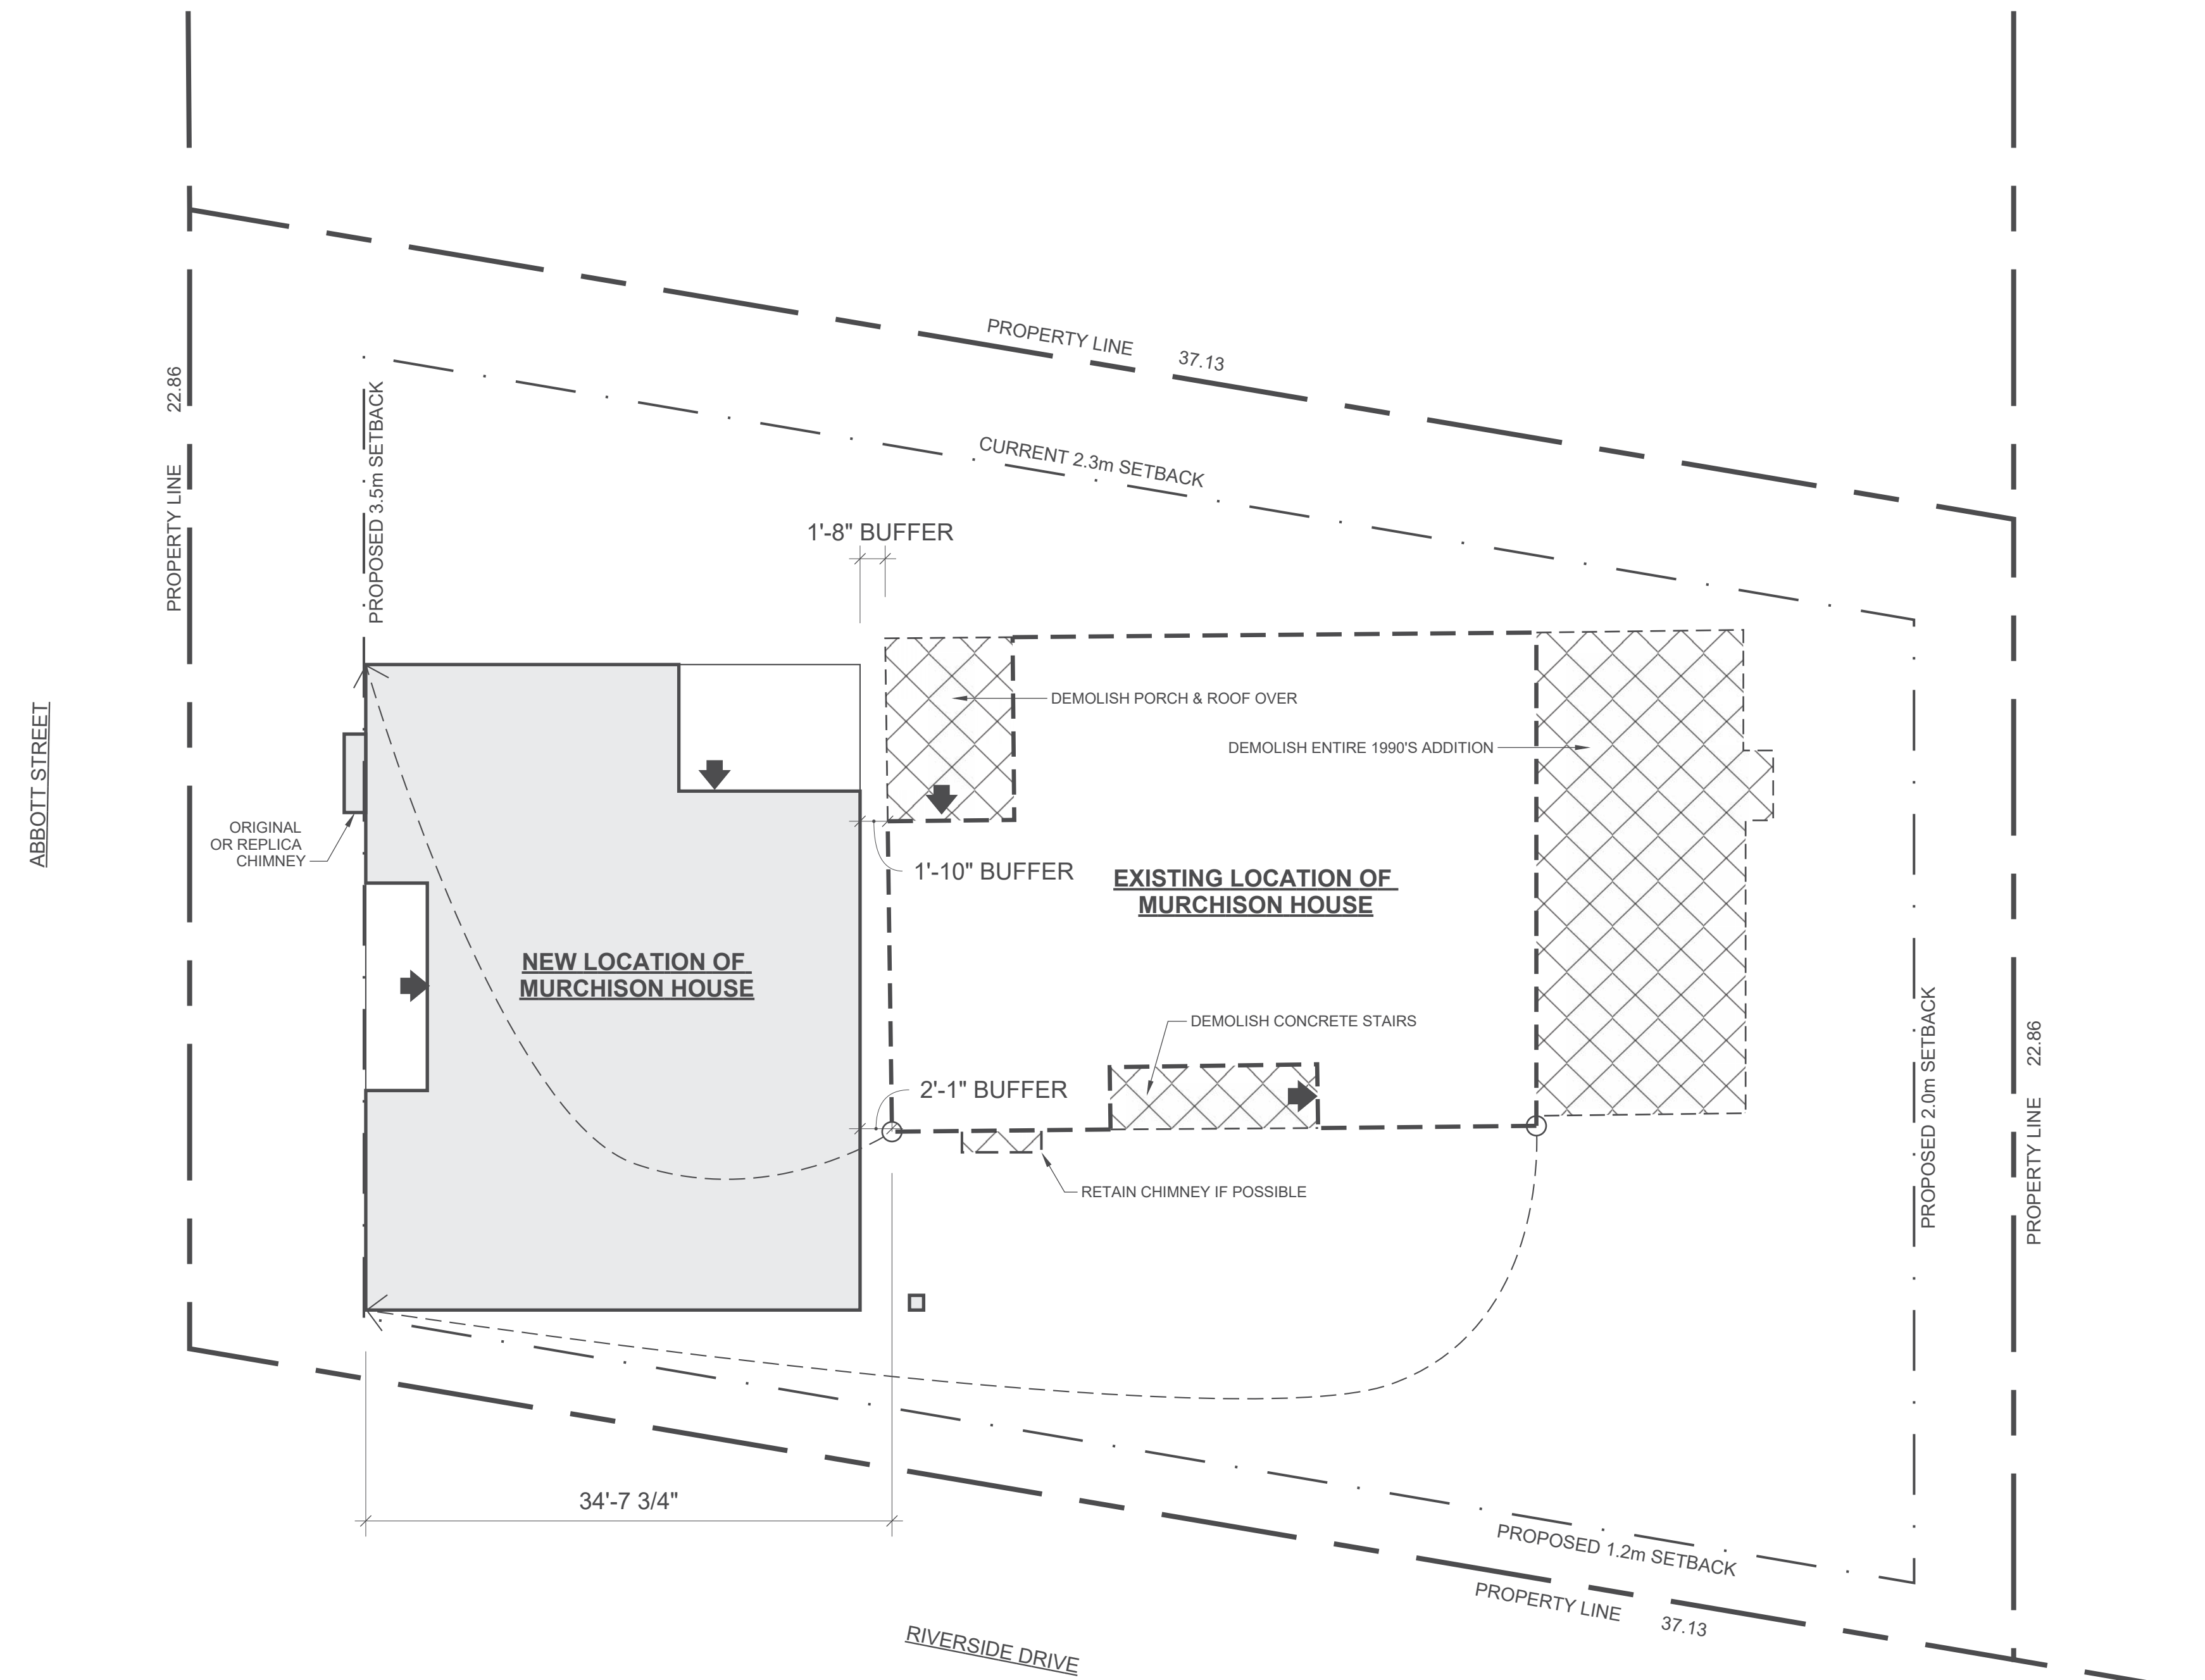 PROPERTY LINE 37.13
22.86
PROPERTY LINE
PROPOSED 3.5m SETBACK
CURRENT 2.3m SETBACK
1'-8" BUFFER
DEMOLISH PORCH & ROOF OVER
DEMOLISH ENTIRE 1990'S ADDITION
ABBOTT STREET
ORIGINAL
OR REPLICA
CHIMNEY
1'-10" BUFFER
EXISTING LOCATION OF
MURCHISON HOUSE
NEW LOCATION OF
MURCHISON HOUSE
DEMOLISH CONCRETE STAIRS
2'-1" BUFFER
RETAIN CHIMNEY IF POSSIBLE
PROPOSED 2.0m SETBACK
PROPERTY LINE 22.86
34'-7 3/4"
PROPOSED 1.2m SETBACK
PROPERTY LINE 37.13
RIVERSIDE DRIVE